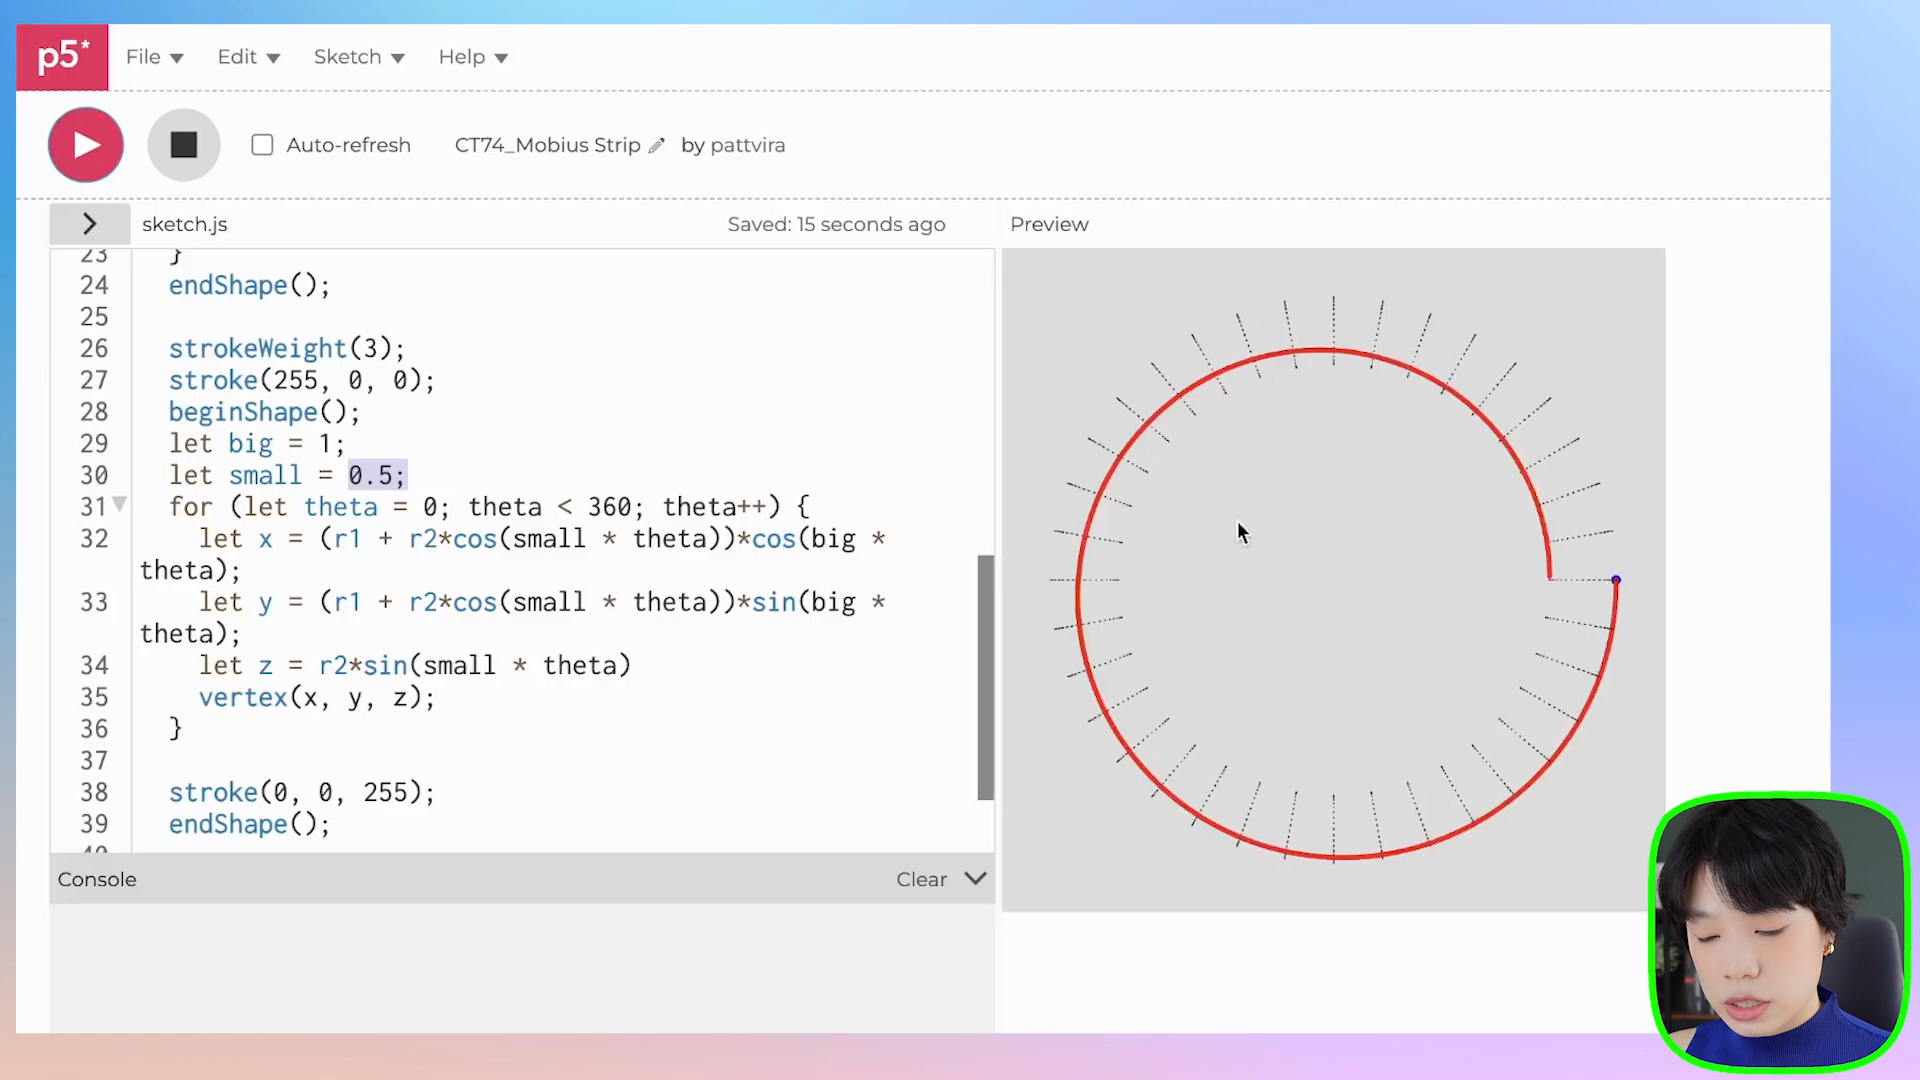 p5*
File
Edit
Sketch
Help
Auto-refresh
CT74_Mobius Strip
by pattvira
sketch.js
Saved: 15 seconds ago
Preview
23 }
24 endShape();
25
26 strokeWeight(3);
27 stroke(255, 0, 0);
28 beginShape();
29 let big = 1;
30 let small = 0.5;
31 for (let theta = 0; theta < 360; theta++) {
32 let x = (r1 + r2*cos(small * theta))*cos(big *
theta);
33 let y = (r1 + r2*cos(small * theta))*sin(big *
theta);
34 let z = r2*sin(small * theta)
35 vertex(x, y, z);
36 }
37
38 stroke(0, 0, 255);
39 endShape();
40
Console
Clear